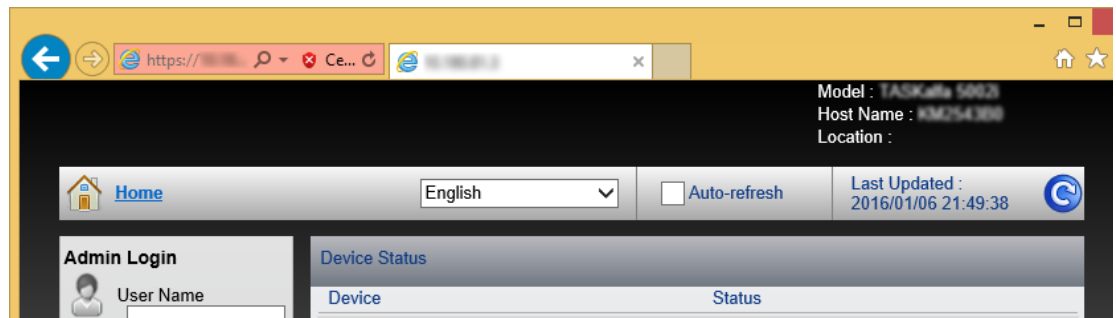 https://
Ce...
Model :
Host Name :
Location :
Home
English
Auto-refresh
Last Updated :
2016/01/06 21:49:38
Admin Login
User Name
Device Status
Device
Status